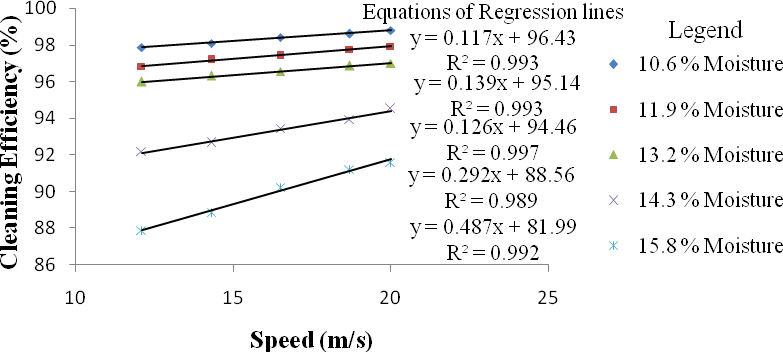 Equations of Regression lines
y = 0.117x + 96.43
R² = 0.993
y = 0.139x + 95.14
R² = 0.993
y = 0.126x + 94.46
R² = 0.997
y = 0.292x + 88.56
R² = 0.989
y = 0.487x + 81.99
R² = 0.992
Legend
10.6% Moisture
11.9% Moisture
13.2% Moisture
14.3% Moisture
15.8% Moisture
Cleaning Efficiency (%)
100
98
96
94
92
90
88
86
10
15
20
25
Speed (m/s)